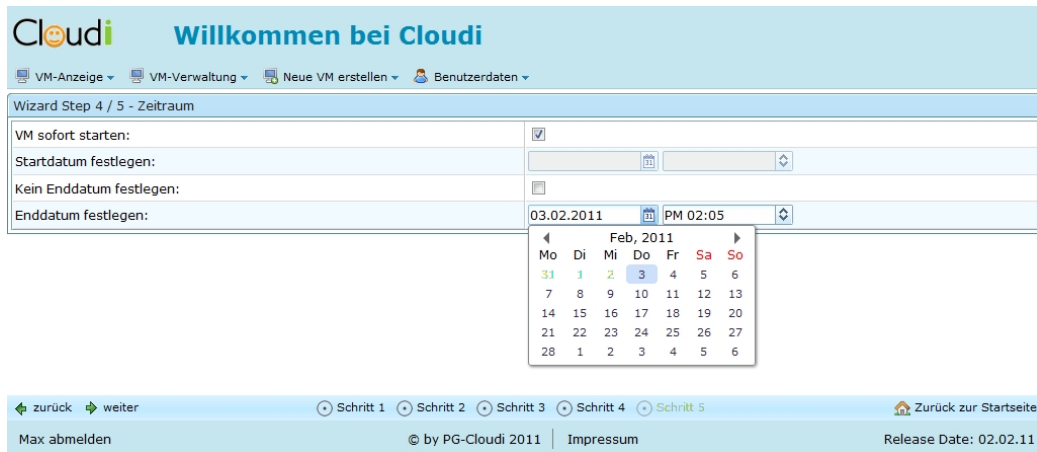 Cloudi Willkommen bei Cloudi
VM-Anzeige VM-Verwaltung Neue VM erstellen Benutzerdaten
Wizard Step 4 / 5 - Zeitraum
VM sofort starten:
Startdatum festlegen: 31
Kein Enddatum festlegen:
Enddatum festlegen: 03.02.2011 31 PM 02:05
Feb, 2011
Mo Di Mi Do Fr Sa So
31 1 2 3 4 5 6
7 8 9 10 11 12 13
14 15 16 17 18 19 20
21 22 23 24 25 26 27
28 1 2 3 4 5 6
zurück weiter Schritt 1 Schritt 2 Schritt 3 Schritt 4 Schritt 5 Zurück zur Startseite
Max abmelden © by PG-Cloudi 2011 | Impressum Release Date: 02.02.11